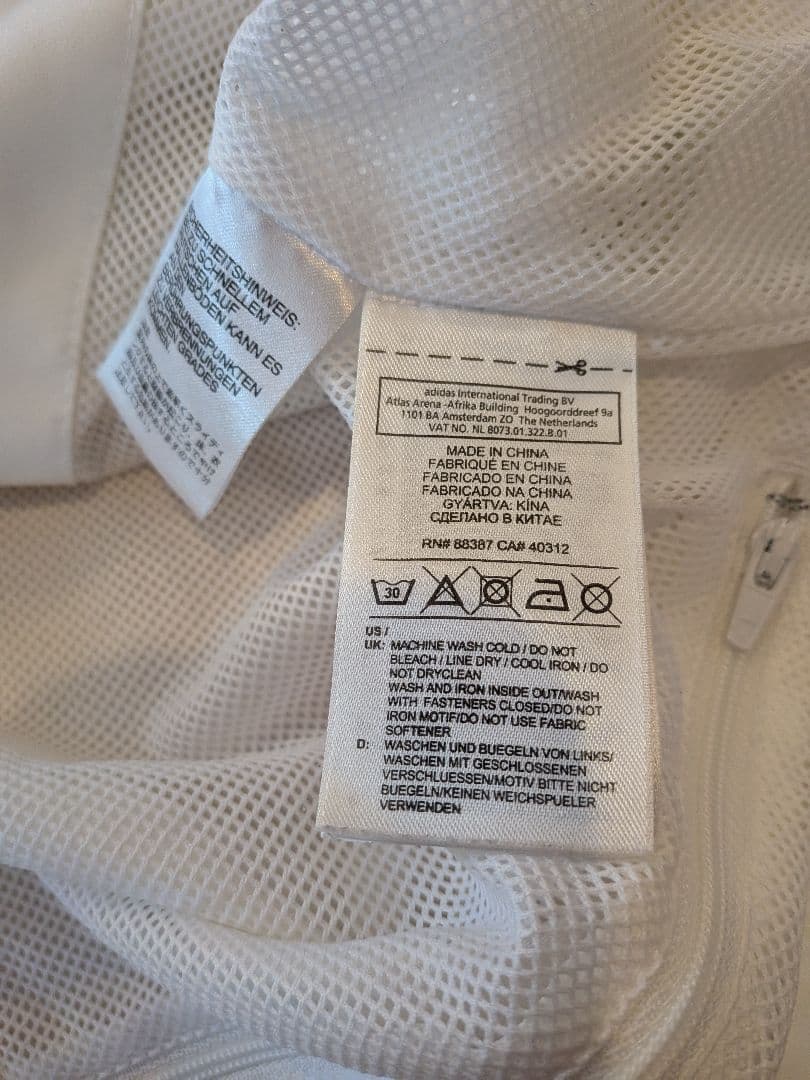 adidas International Trading BV
Atlas Arena -Afrika Building Hoogoorddreef 9a
1101 BA Amsterdam ZO The Netherlands
VAT NO. NL 8073.01.322.B.01
MADE IN CHINA
FABRIQUÉ EN CHINE
FABRICADO EN CHINA
FABRICADO NA CHINA
GYÁRTVA: KÍNA
СДЕЛАНО В КИТАЕ
RN# 88387 CA# 40312
30
US /
UK: MACHINE WASH COLD / DO NOT
BLEACH / LINE DRY / COOL IRON / DO
NOT DRYCLEAN
WASH AND IRON INSIDE OUT/WASH
WITH FASTENERS CLOSED/DO NOT
IRON MOTIF/DO NOT USE FABRIC
SOFTENER
D: WASCHEN UND BUEGELN VON LINKS/
WASCHEN MIT GESCHLOSSENEN
VERSCHLUESSEN/MOTIV BITTE NICHT
BUEGELN/KEINEN WEICHSPUELER
VERWENDEN
SCHNELLEM
AUF
KANN ES
GRADES